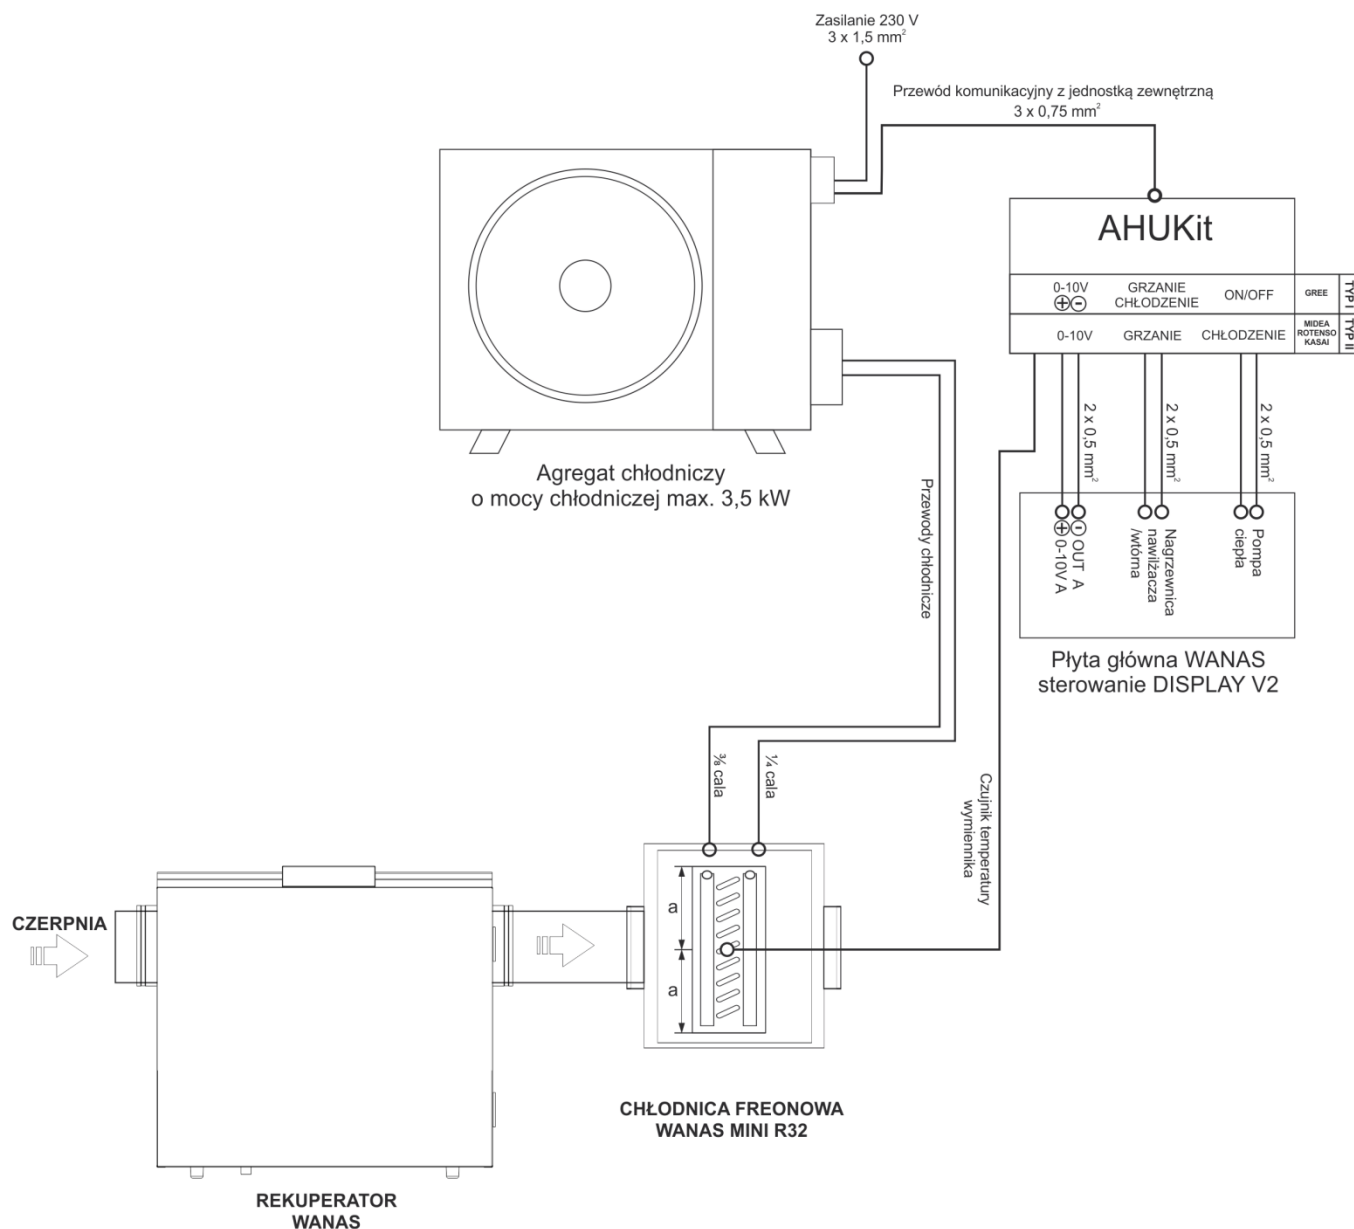 Zasilanie 230 V
3 x 1,5 mm²
Przewód komunikacyjny z jednostką zewnętrzną
3 x 0,75 mm²
AHUKit
0-10V
GRZANIE
CHŁODZENIE
ON/OFF
GREE
TYP I
0-10V
GRZANIE
CHŁODZENIE
MIDEA
ROTENSO
KASAI
TYP II
2 x 0,5 mm²
2 x 0,5 mm²
2 x 0,5 mm²
Agregat chłodniczy
o mocy chłodniczej max. 3,5 kW
Przewody chłodnicze
⊕ 0-10V A
⊖ OUT A
Nagrzewnica
nawilżacza
/wtórna
Pompa
ciepła
Płyta główna WANAS
sterowanie DISPLAY V2
⅜ cala
¼ cala
Czujnik temperatury
wymiennika
CZERPNIA
a
a
CHŁODNICA FREONOWA
WANAS MINI R32
REKUPERATOR
WANAS